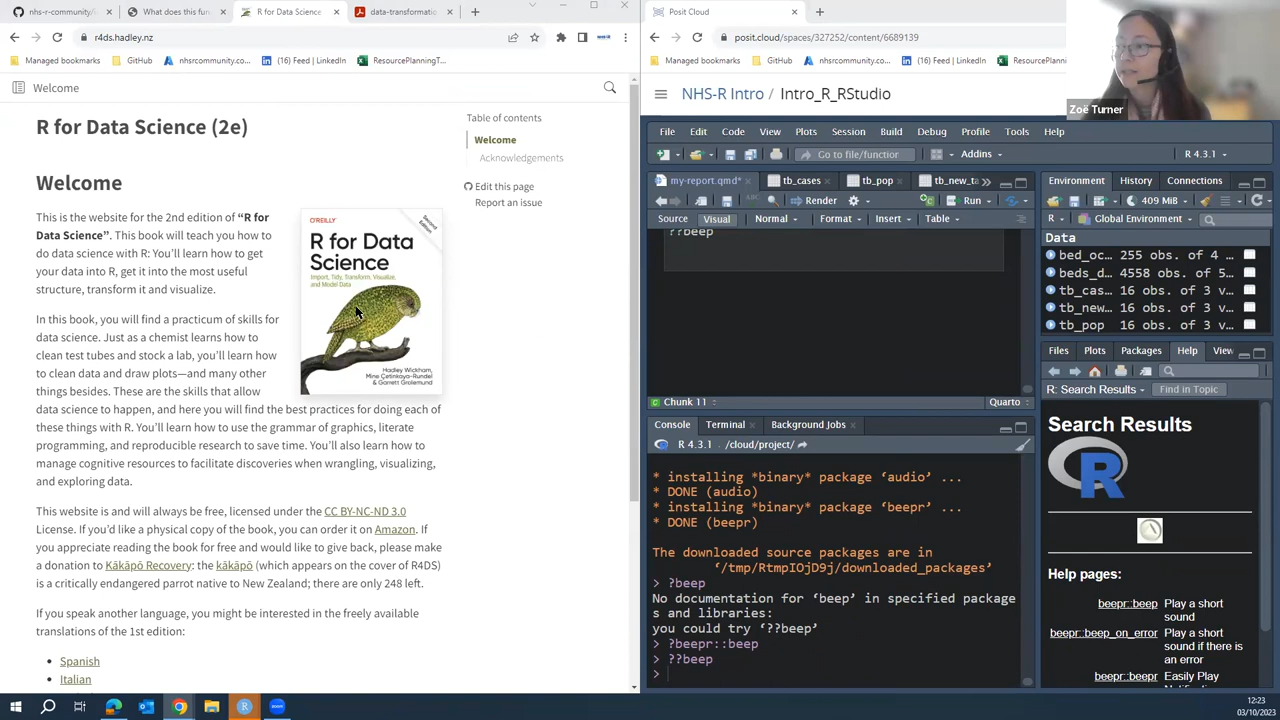 nhs-r-community/
What does this fun
R for Data Science
data-transformatio
r4ds.hadley.nz
Managed bookmarks
GitHub
nhsrcommunity.co...
(16) Feed | LinkedIn
ResourcePlanningT...
Welcome
R for Data Science (2e)
Welcome
This is the website for the 2nd edition of “R for
Data Science”. This book will teach you how to
do data science with R: You’ll learn how to get
your data into R, get it into the most useful
structure, transform it and visualize.
In this book, you will find a practicum of skills for
data science. Just as a chemist learns how to
clean test tubes and stock a lab, you’ll learn how
to clean data and draw plots—and many other
things besides. These are the skills that allow
data science to happen, and here you will find the best practices for doing each of
these things with R. You’ll learn how to use the grammar of graphics, literate
programming, and reproducible research to save time. You’ll also learn how to
manage cognitive resources to facilitate discoveries when wrangling, visualizing,
and exploring data.
This website is and will always be free, licensed under the CC BY-NC-ND 3.0
License. If you’d like a physical copy of the book, you can order it on Amazon. If
you appreciate reading the book for free and would like to give back, please make
a donation to Kākāpō Recovery: the kākāpō (which appears on the cover of R4DS)
is a critically endangered parrot native to New Zealand; there are only 248 left.
If you speak another language, you might be interested in the freely available
translations of the 1st edition:
Spanish
Italian
O'REILLY
Second
Edition
R for Data
Science
Import, Tidy, Transform, Visualize,
and Model Data
Hadley Wickham,
Mine Çetinkaya-Rundel
& Garrett Grolemund
Table of contents
Welcome
Acknowledgements
Edit this page
Report an issue
Posit Cloud
posit.cloud/spaces/327252/content/6689139
Managed bookmarks
GitHub
nhsrcommunity.co...
(16) Feed | LinkedIn
ResourcePlannin
Zoë Turner
NHS-R Intro / Intro_R_RStudio
File Edit Code View Plots Session Build Debug Profile Tools Help
Go to file/function
Addins
R 4.3.1
my-report.qmd*
tb_cases
tb_pop
tb_new_ta
Render
Run
Source Visual Normal Format Insert Table
??beep
Chunk 11
Quarto
Console Terminal Background Jobs
R 4.3.1 . /cloud/project/
* installing *binary* package ‘audio’ ...
* DONE (audio)
* installing *binary* package ‘beepr’ ...
* DONE (beepr)
The downloaded source packages are in
‘/tmp/RtmpIOjD9j/downloaded_packages’
> ?beep
No documentation for ‘beep’ in specified package
s and libraries:
you could try ‘??beep’
> ?beepr::beep
> ??beep
>
Environment History Connections
409 MiB
R Global Environment
Data
bed_oc… 255 obs. of 4 v
beds_d… 4558 obs. of 5…
tb_cas… 16 obs. of 3 v…
tb_new… 16 obs. of 3 v…
tb_pop 16 obs. of 3 v…
Files Plots Packages Help View
R: Search Results
Find in Topic
Search Results
R
Help pages:
beepr::beep Play a short
sound
beepr::beep_on_error Play a short
sound if there is
an error
beepr::beepr Easily Play
12:23
03/10/2023